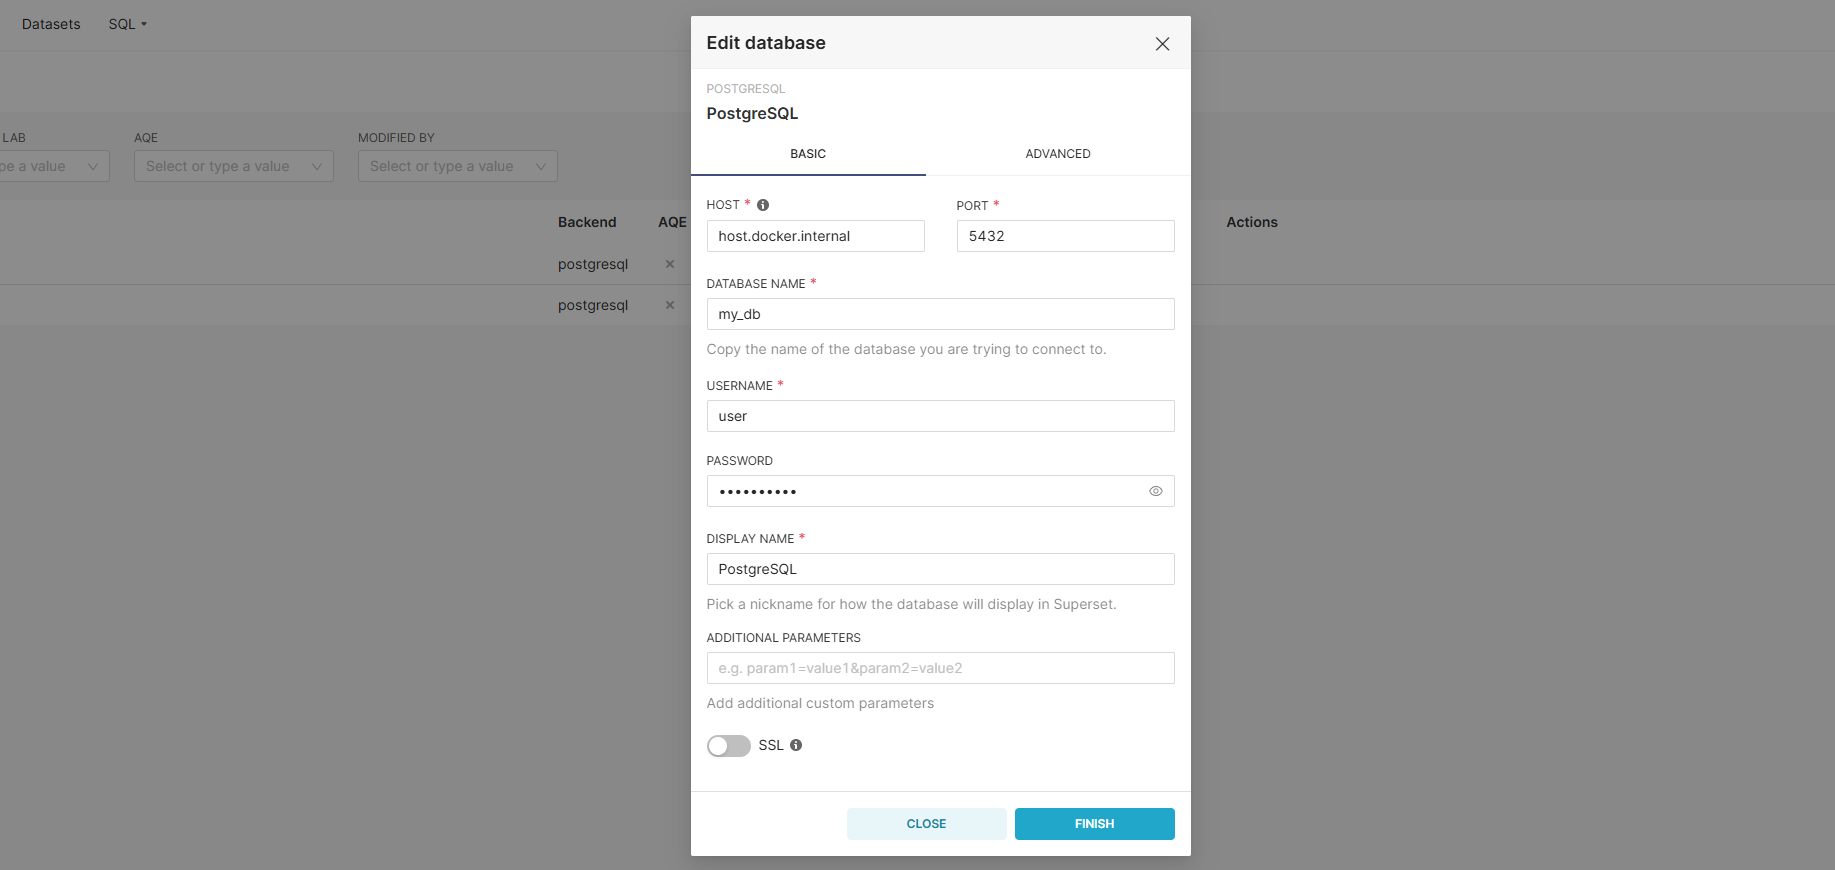 Datasets SQL
Edit database
POSTGRESQL
PostgreSQL
LAB AQE MODIFIED BY
pe a value Select or type a value Select or type a value
BASIC ADVANCED
HOST * PORT *
host.docker.internal 5432
Backend AQE Actions
postgresql
postgresql
DATABASE NAME *
my_db
Copy the name of the database you are trying to connect to.
USERNAME *
user
PASSWORD
••••••••••
DISPLAY NAME *
PostgreSQL
Pick a nickname for how the database will display in Superset.
ADDITIONAL PARAMETERS
e.g. param1=value1&param2=value2
Add additional custom parameters
SSL
CLOSE FINISH